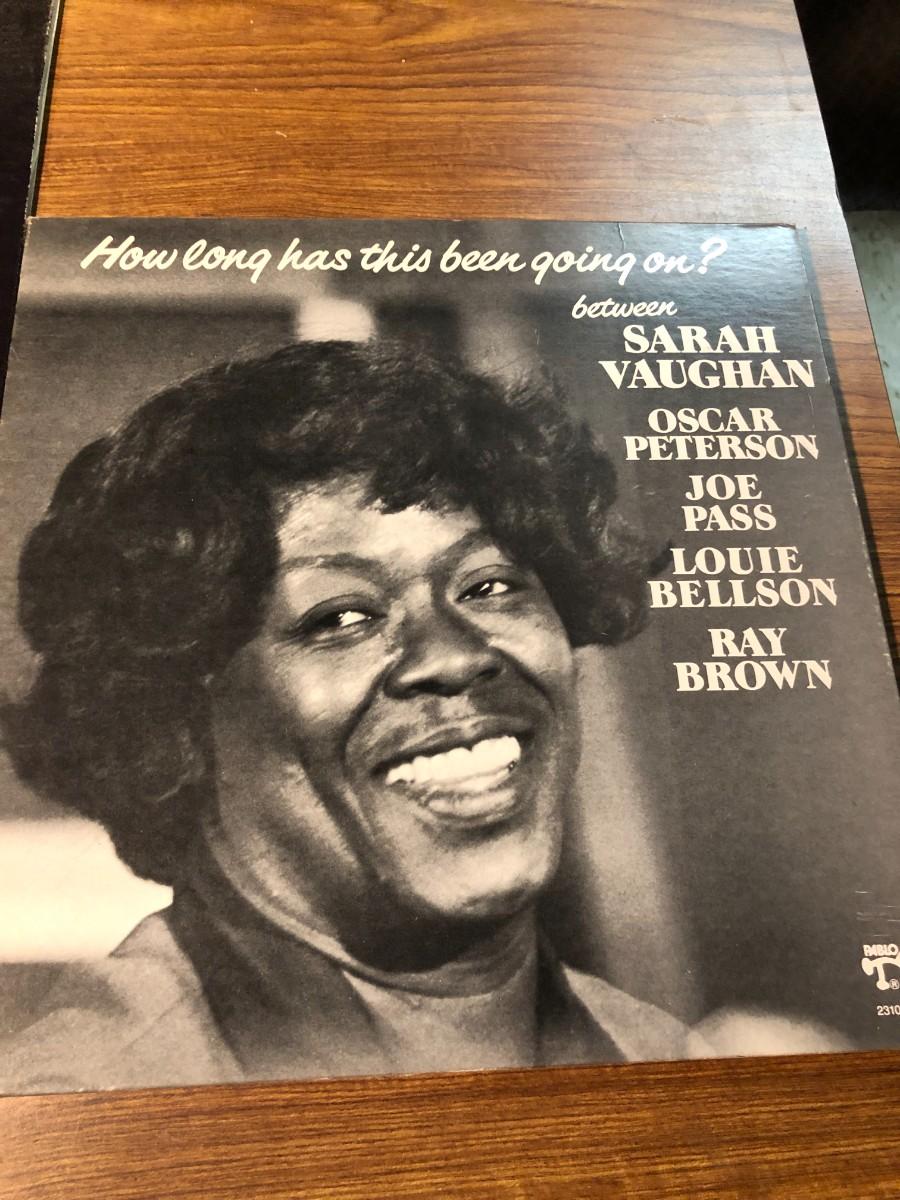 How long has this been going on?
between
SARAH
VAUGHAN
OSCAR
PETERSON
JOE
PASS
LOUIE
BELLSON
RAY
BROWN
PABLO
®
2310